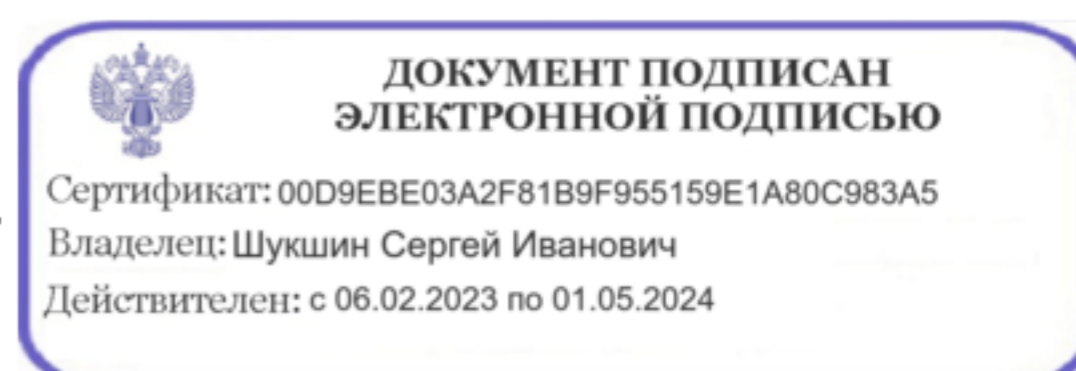 ДОКУМЕНТ ПОДПИСАН
ЭЛЕКТРОННОЙ ПОДПИСЬЮ
Сертификат: 00D9EBE03A2F81B9F955159E1A80C983A5
Владелец: Шукшин Сергей Иванович
Действителен: с 06.02.2023 по 01.05.2024